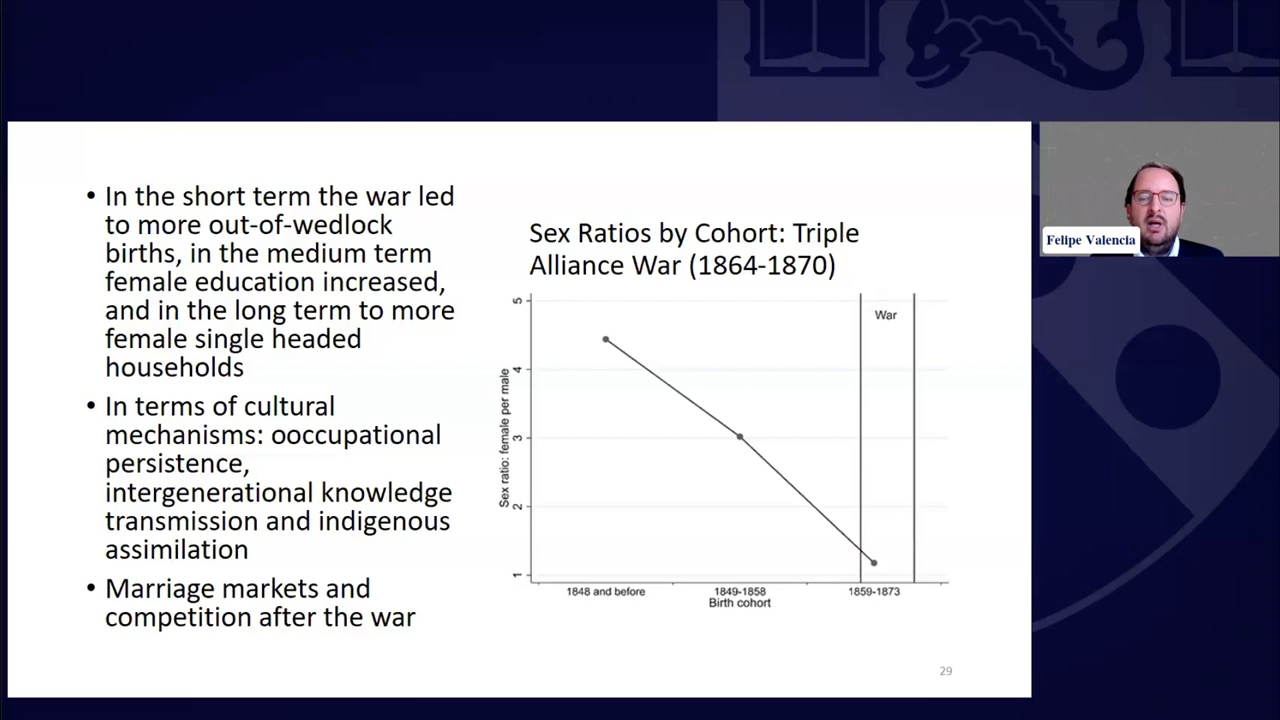 • In the short term the war led
to more out-of-wedlock
births, in the medium term
female education increased,
and in the long term to more
female single headed
households
• In terms of cultural
mechanisms: ooccupational
persistence,
intergenerational knowledge
transmission and indigenous
assimilation
• Marriage markets and
competition after the war
Sex Ratios by Cohort: Triple
Alliance War (1864-1870)
War
Sex ratio: female per male
5
4
3
2
1
1848 and before
1849-1858
1859-1873
Birth cohort
29
Felipe Valencia